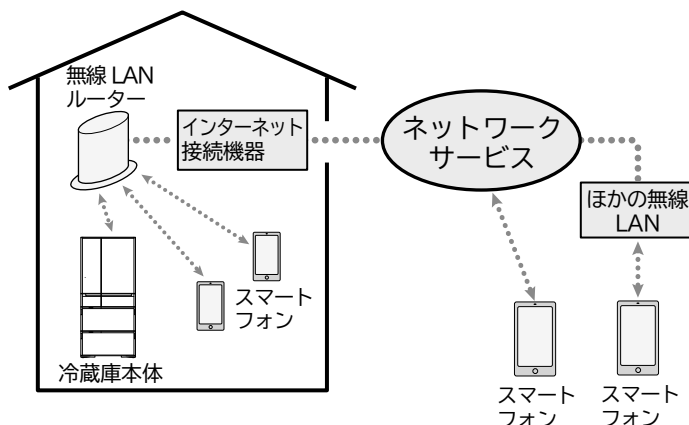 無線 LAN
ルーター
インターネット
接続機器
ネットワーク
サービス
ほかの無線
LAN
スマート
フォン
冷蔵庫本体
スマート
フォン
スマート
フォン